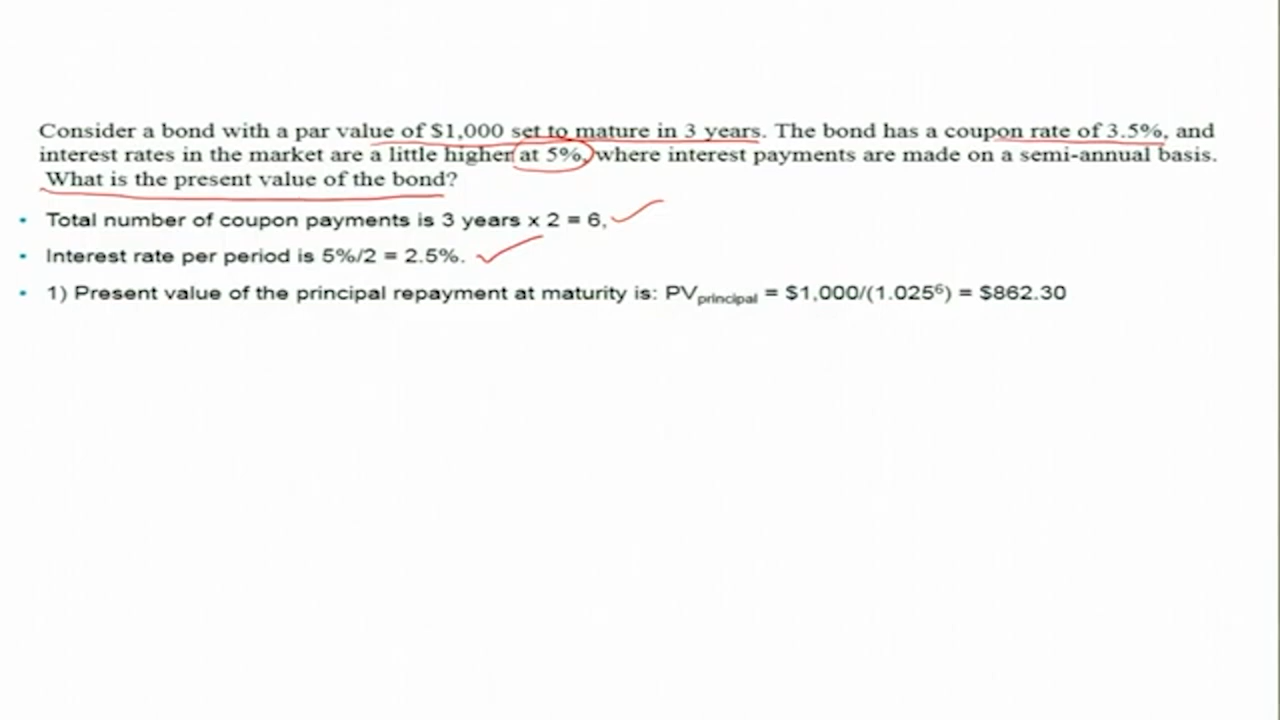 Consider a bond with a par value of $1,000 set to mature in 3 years. The bond has a coupon rate of 3.5%, and
interest rates in the market are a little higher at 5%, where interest payments are made on a semi-annual basis.
What is the present value of the bond?
• Total number of coupon payments is 3 years x 2 = 6,
• Interest rate per period is 5%/2 = 2.5%.
• 1) Present value of the principal repayment at maturity is: PVprincipal = $1,000/(1.025⁶) = $862.30